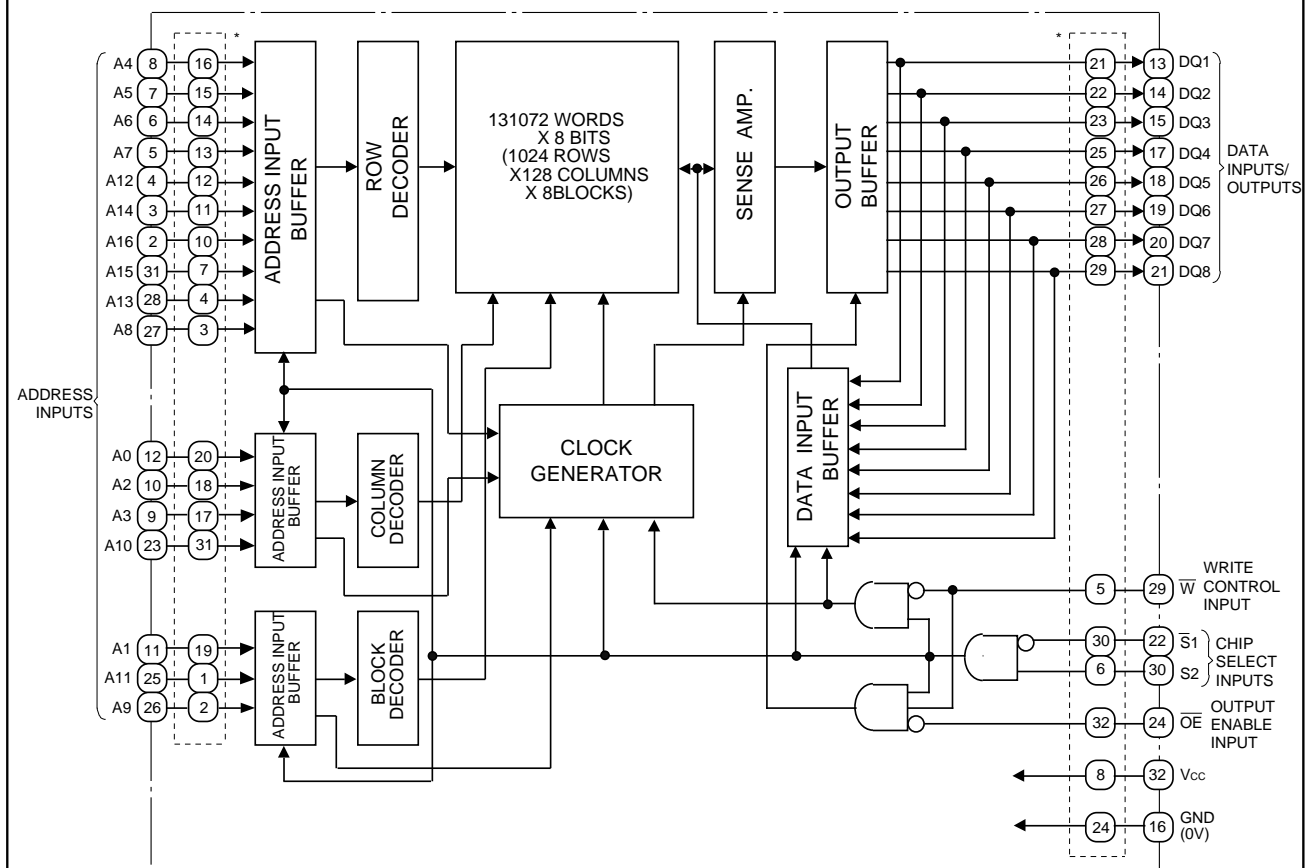 * *
A4 8 16 21 13 DQ1
A5 7 15 22 14 DQ2
A6 6 14 23 15 DQ3
A7 5 13 25 17 DQ4
A12 4 12 26 18 DQ5
A14 3 11 27 19 DQ6
A16 2 10 28 20 DQ7
A15 31 7 29 21 DQ8
A13 28 4
A8 27 3
ADDRESS INPUT
BUFFER
ROW
DECODER
131072 WORDS
X 8 BITS
(1024 ROWS
X128 COLUMNS
X 8BLOCKS)
SENSE AMP.
OUTPUT
BUFFER
DATA
INPUTS/
OUTPUTS
ADDRESS
INPUTS
A0 12 20
A2 10 18
A3 9 17
A10 23 31
ADDRESS INPUT
BUFFER
COLUMN
DECODER
CLOCK
GENERATOR
DATA INPUT
BUFFER
A1 11 19
A11 25 1
A9 26 2
ADDRESS INPUT
BUFFER
BLOCK
DECODER
5 29 W WRITE
CONTROL
INPUT
30 22 S1
6 30 S2
CHIP
SELECT
INPUTS
32 24 OE OUTPUT
ENABLE
INPUT
8 32 Vcc
24 16 GND
(0V)